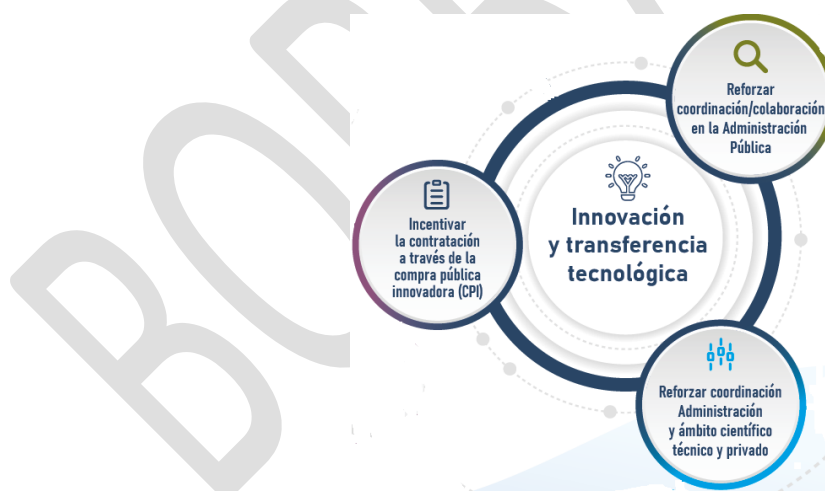 Reforzar
coordinación/colaboración
en la Administración
Pública
Incentivar
la contratación
a través de la
compra pública
innovadora (CPI)
Innovación
y transferencia
tecnológica
Reforzar coordinación
Administración
y ámbito científico
técnico y privado